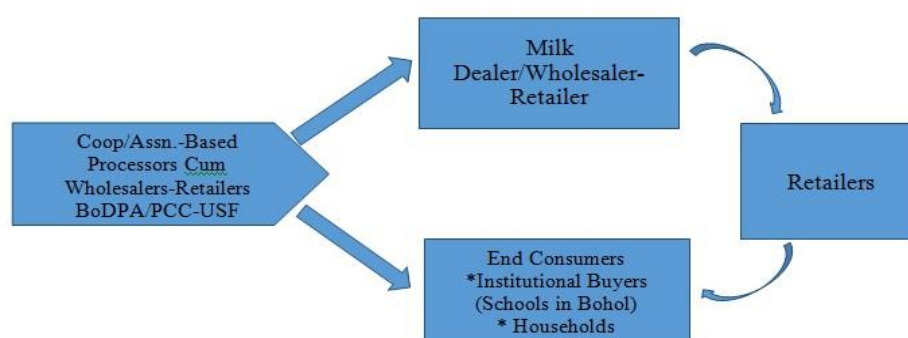 Milk
Dealer/Wholesaler-
Retailer
Coop/Assn.-Based
Processors Cum
Wholesalers-Retailers
BoDPA/PCC-USF
Retailers
End Consumers
*Institutional Buyers
(Schools in Bohol)
* Households